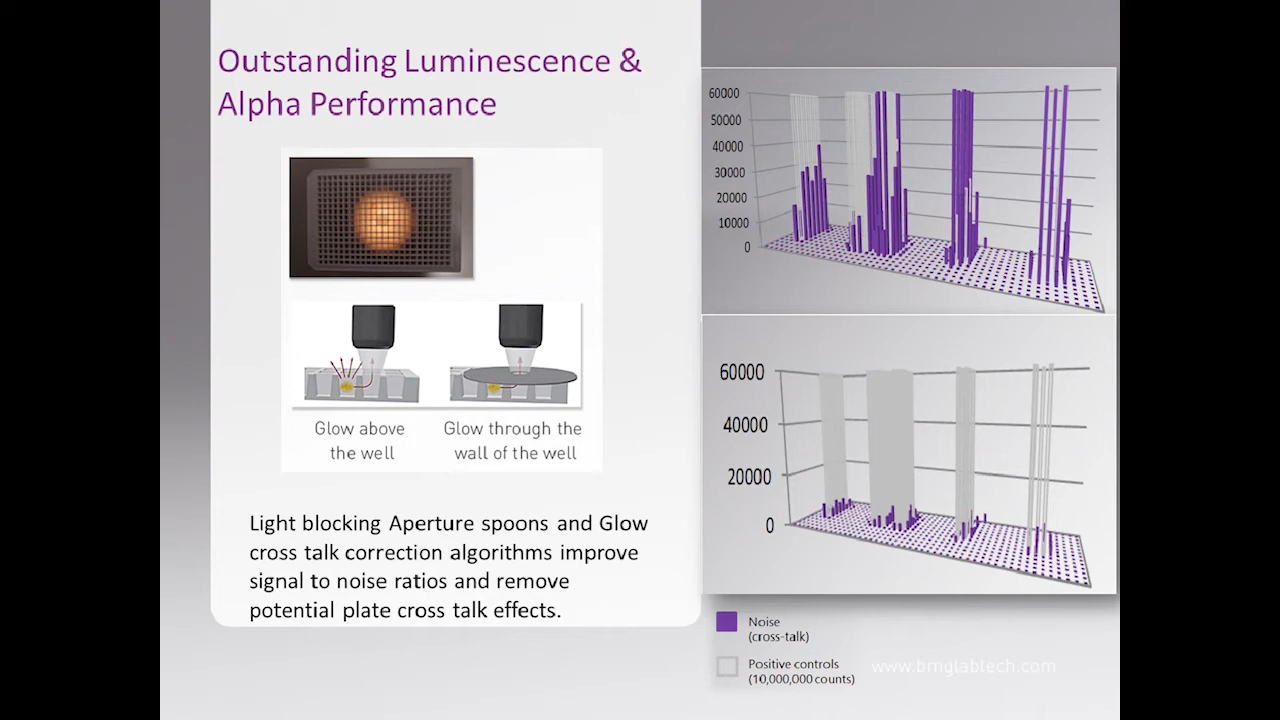 Outstanding Luminescence &
Alpha Performance
Glow above
the well
Glow through the
wall of the well
Light blocking Aperture spoons and Glow
cross talk correction algorithms improve
signal to noise ratios and remove
potential plate cross talk effects.
60000
50000
40000
30000
20000
10000
0
60000
40000
20000
0
Noise
(cross-talk)
Positive controls
(10,000,000 counts)
www.bmglabtech.com